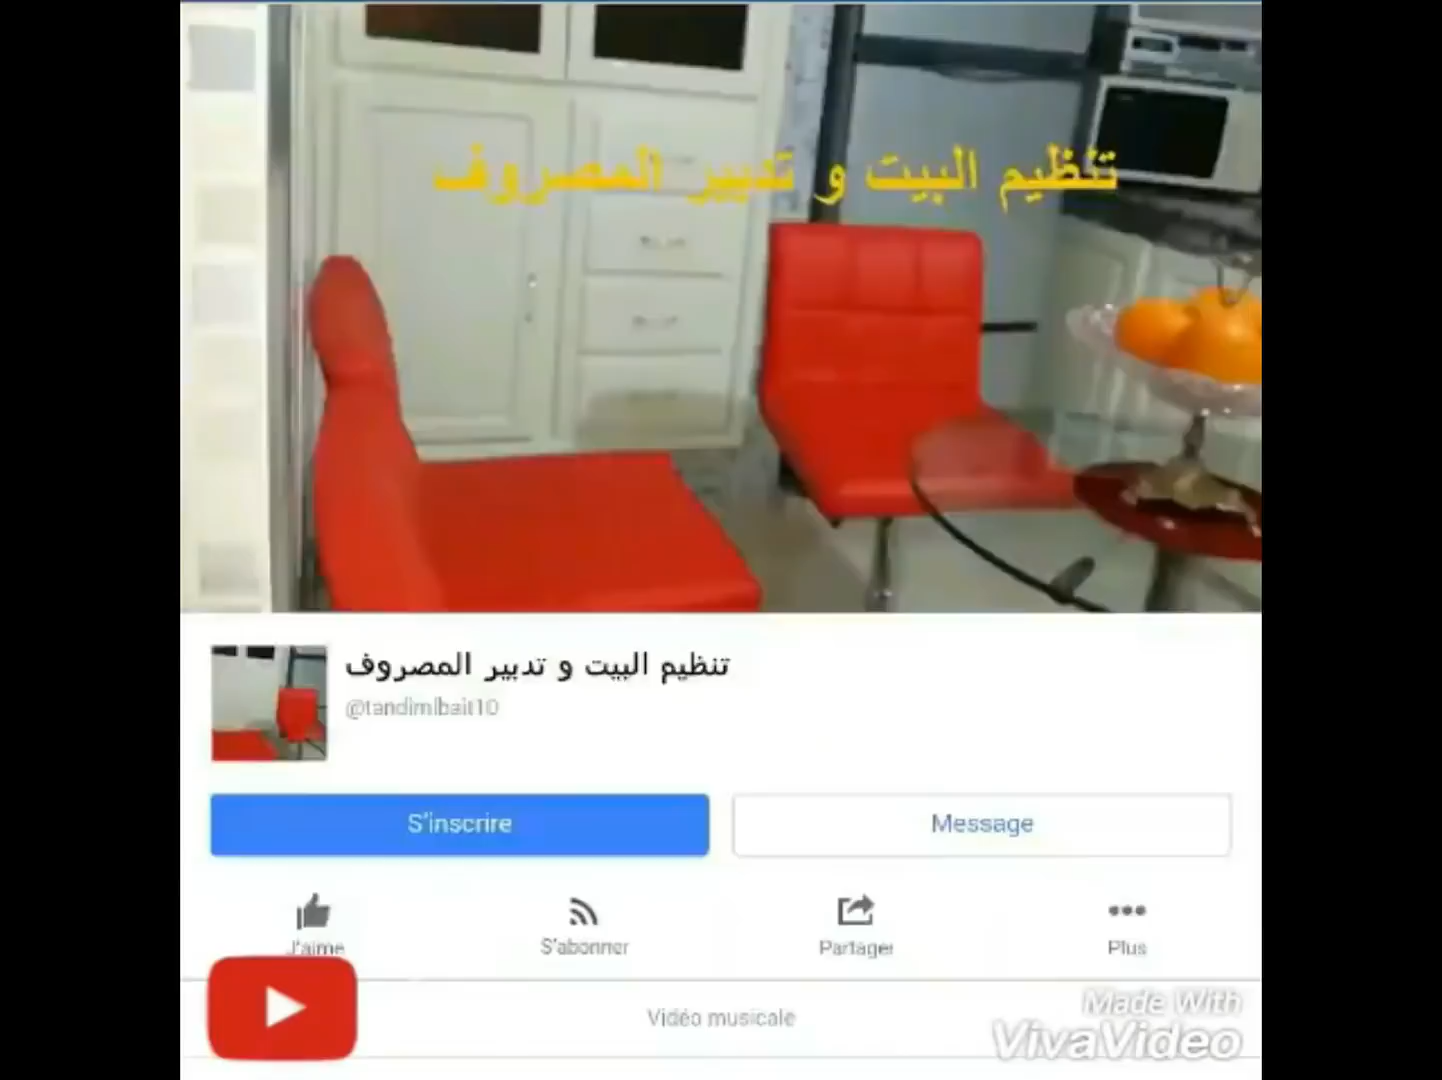 تنظيم البيت و تدبير المصروف
تنظيم البيت و تدبير المصروف
@tandimlbait10
S'inscrire
Message
J'aime
S'abonner
Partager
Plus
Vidéo musicale
Made With
VivaVideo